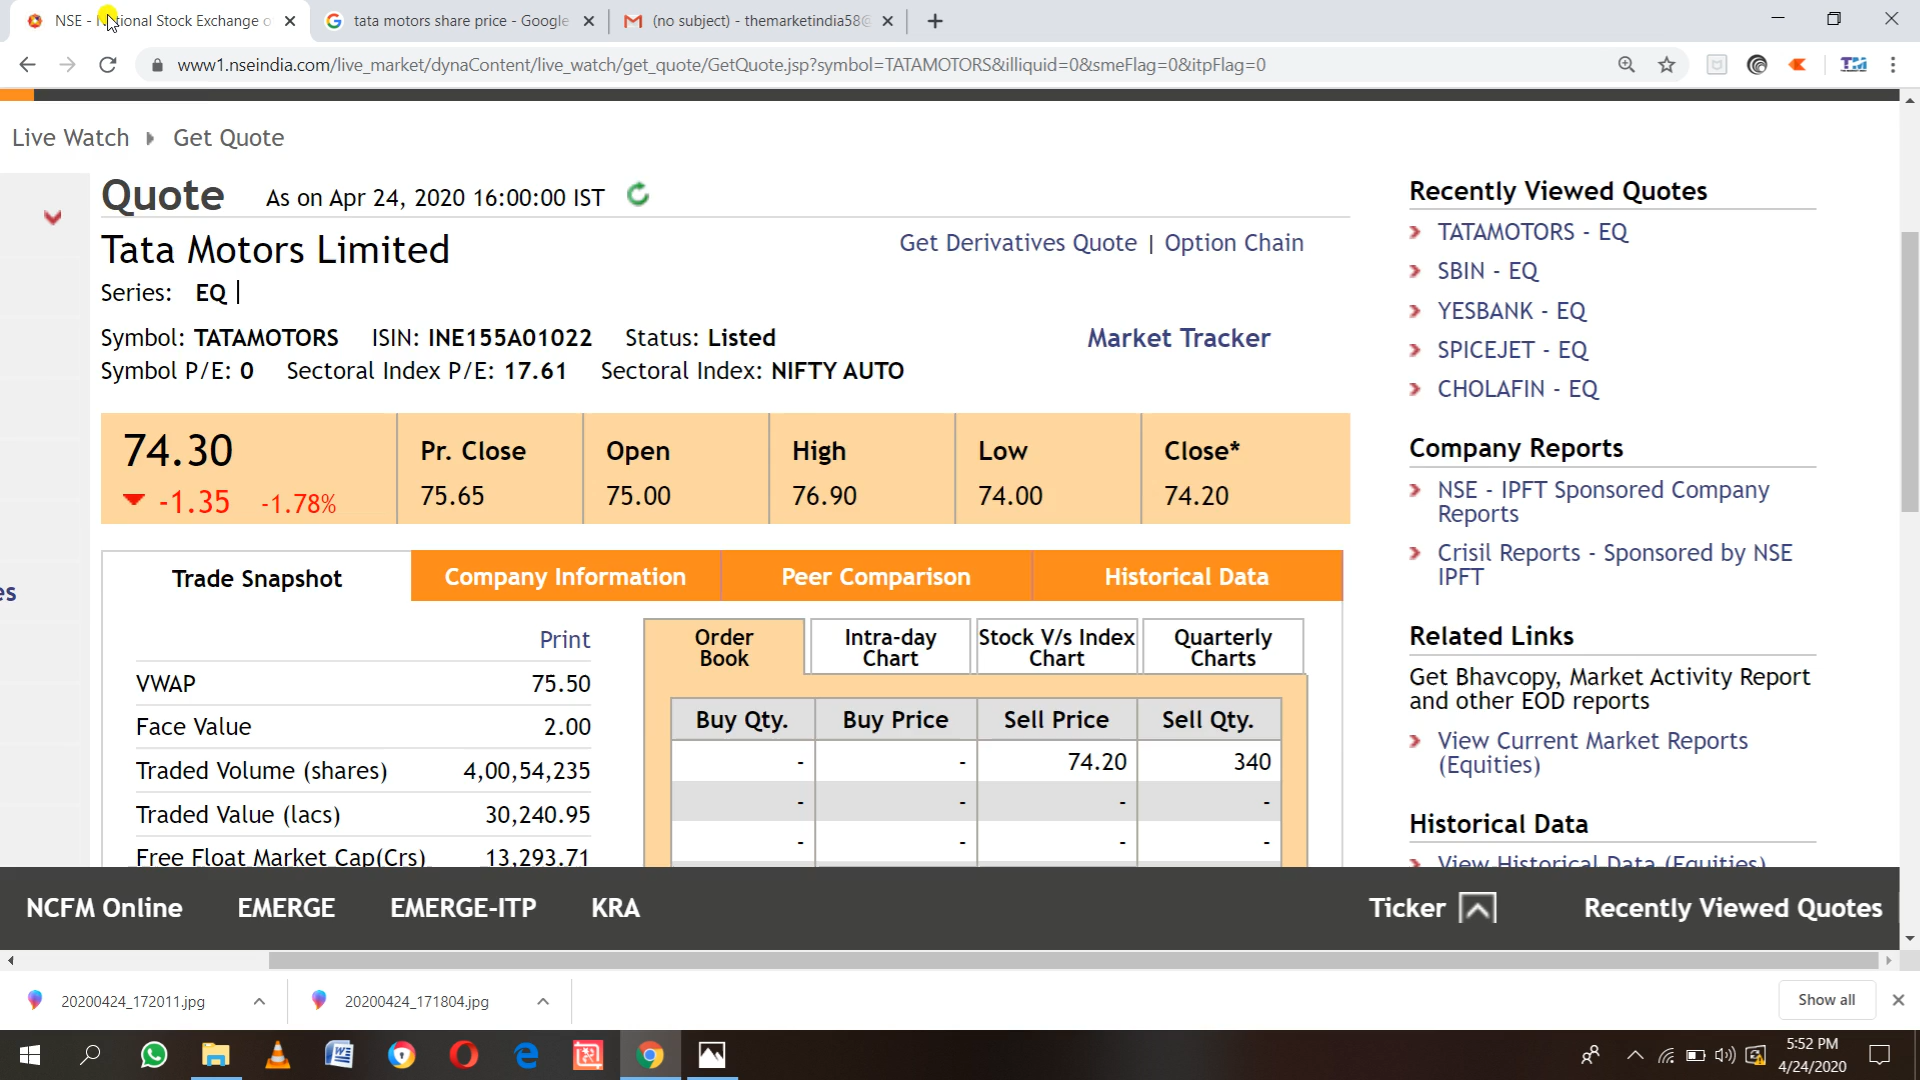 NSE - National Stock Exchange o
tata motors share price - Google
(no subject) - themarketindia58@
www1.nseindia.com/live_market/dynaContent/live_watch/get_quote/GetQuote.jsp?symbol=TATAMOTORS&illiquid=0&smeFlag=0&itpFlag=0
Live Watch Get Quote
Quote As on Apr 24, 2020 16:00:00 IST
Tata Motors Limited
Get Derivatives Quote | Option Chain
Series: EQ |
Symbol: TATAMOTORS ISIN: INE155A01022 Status: Listed
Market Tracker
Symbol P/E: 0 Sectoral Index P/E: 17.61 Sectoral Index: NIFTY AUTO
74.30 Pr. Close Open High Low Close*
-1.35 -1.78% 75.65 75.00 76.90 74.00 74.20
Trade Snapshot Company Information Peer Comparison Historical Data
es
Print
VWAP 75.50
Face Value 2.00
Traded Volume (shares) 4,00,54,235
Traded Value (lacs) 30,240.95
Free Float Market Cap(Crs) 13,293.71
Order Book
Intra-day Chart
Stock V/s Index Chart
Quarterly Charts
Buy Qty. Buy Price Sell Price Sell Qty.
- - 74.20 340
- - - -
- - - -
Recently Viewed Quotes
TATAMOTORS - EQ
SBIN - EQ
YESBANK - EQ
SPICEJET - EQ
CHOLAFIN - EQ
Company Reports
NSE - IPFT Sponsored Company
Reports
Crisil Reports - Sponsored by NSE
IPFT
Related Links
Get Bhavcopy, Market Activity Report
and other EOD reports
View Current Market Reports
(Equities)
Historical Data
View Historical Data (Equities)
NCFM Online EMERGE EMERGE-ITP KRA Ticker Recently Viewed Quotes
20200424_172011.jpg 20200424_171804.jpg Show all
5:52 PM
4/24/2020